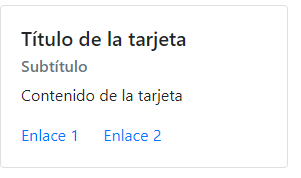 Título de la tarjeta
Subtítulo
Contenido de la tarjeta
Enlace 1 Enlace 2